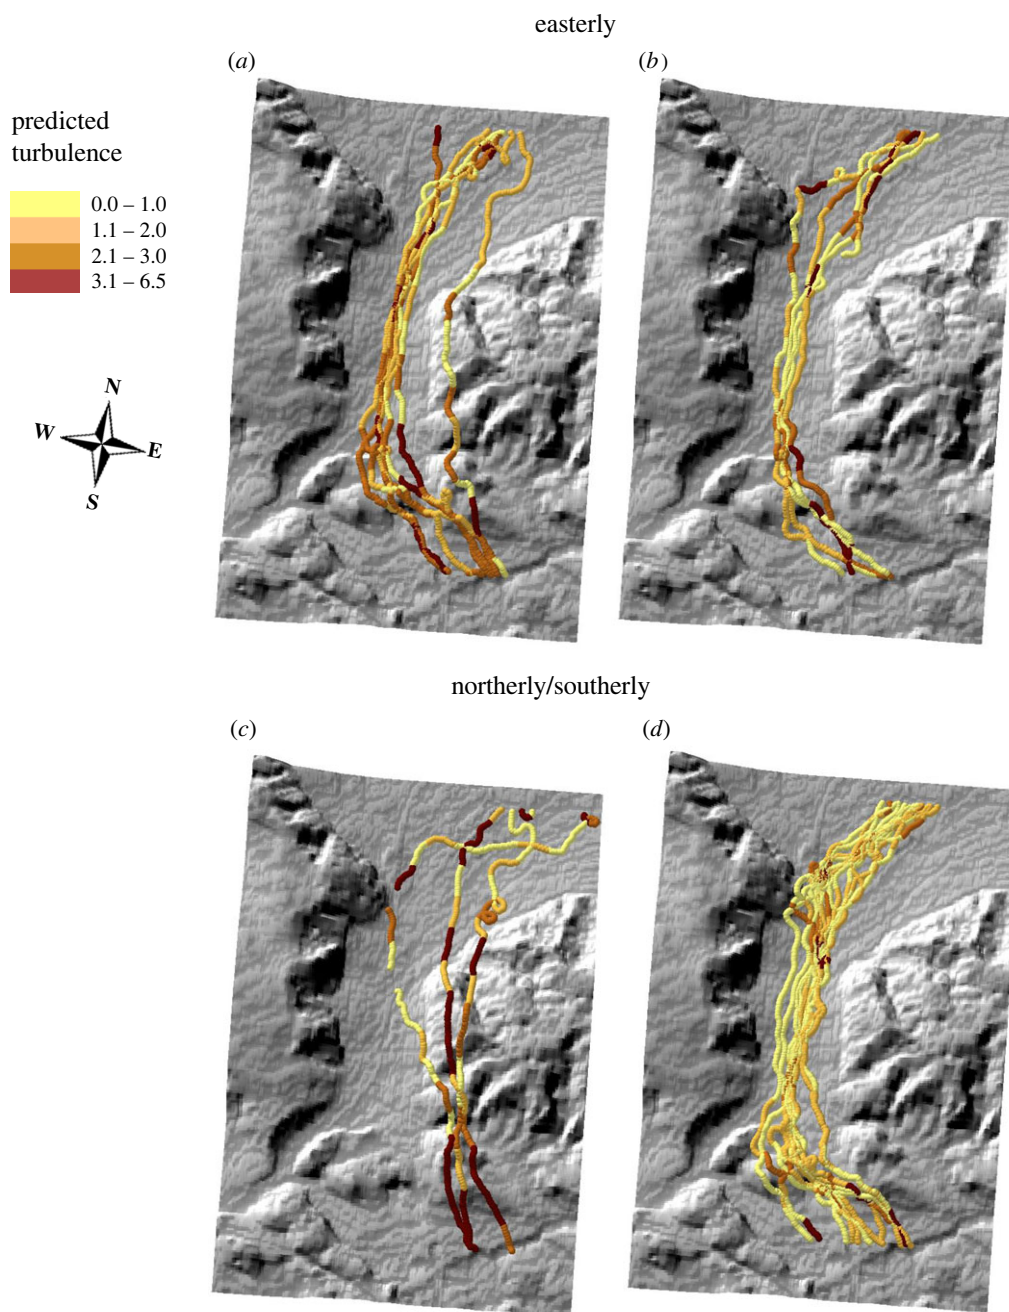 easterly
(a)
(b)
predicted
turbulence
0.0 – 1.0
1.1 – 2.0
2.1 – 3.0
3.1 – 6.5
N
W
E
S
northerly/southerly
(c)
(d)